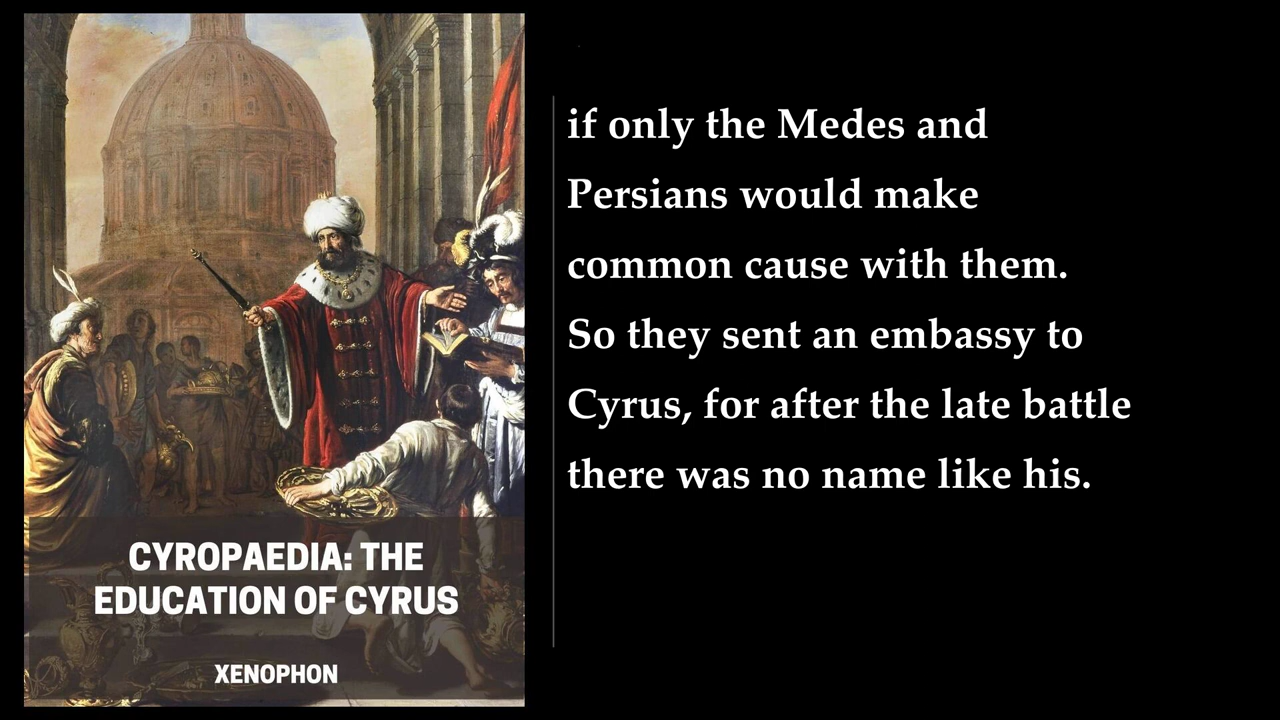 if only the Medes and
Persians would make
common cause with them.
So they sent an embassy to
Cyrus, for after the late battle
there was no name like his.
CYROPAEDIA: THE
EDUCATION OF CYRUS
XENOPHON